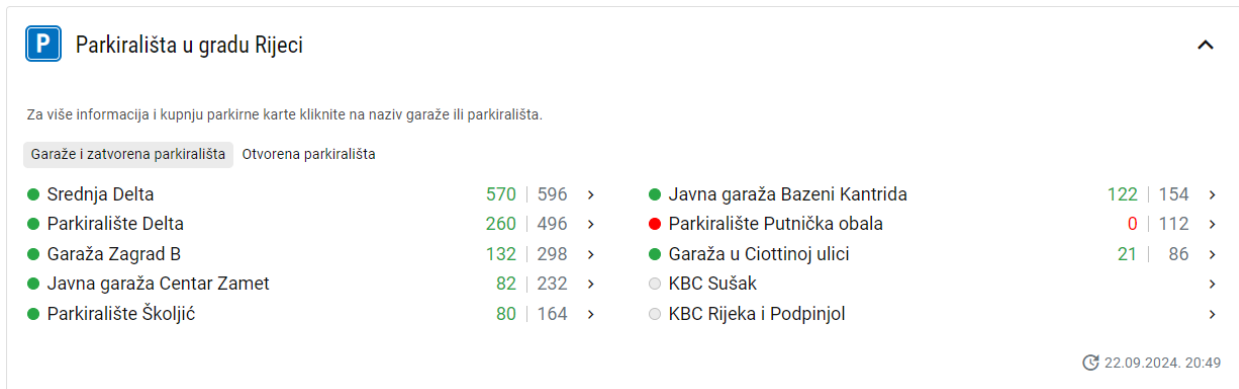 P Parkirališta u gradu Rijeci
Za više informacija i kupnju parkirne karte kliknite na naziv garaže ili parkirališta.
Garaže i zatvorena parkirališta Otvorena parkirališta
Srednja Delta 570 | 596
Parkiralište Delta 260 | 496
Garaža Zagrad B 132 | 298
Javna garaža Centar Zamet 82 | 232
Parkiralište Školjić 80 | 164
Javna garaža Bazeni Kantrida 122 | 154
Parkiralište Putnička obala 0 | 112
Garaža u Ciottinoj ulici 21 | 86
KBC Sušak
KBC Rijeka i Podpinjol
22.09.2024. 20:49